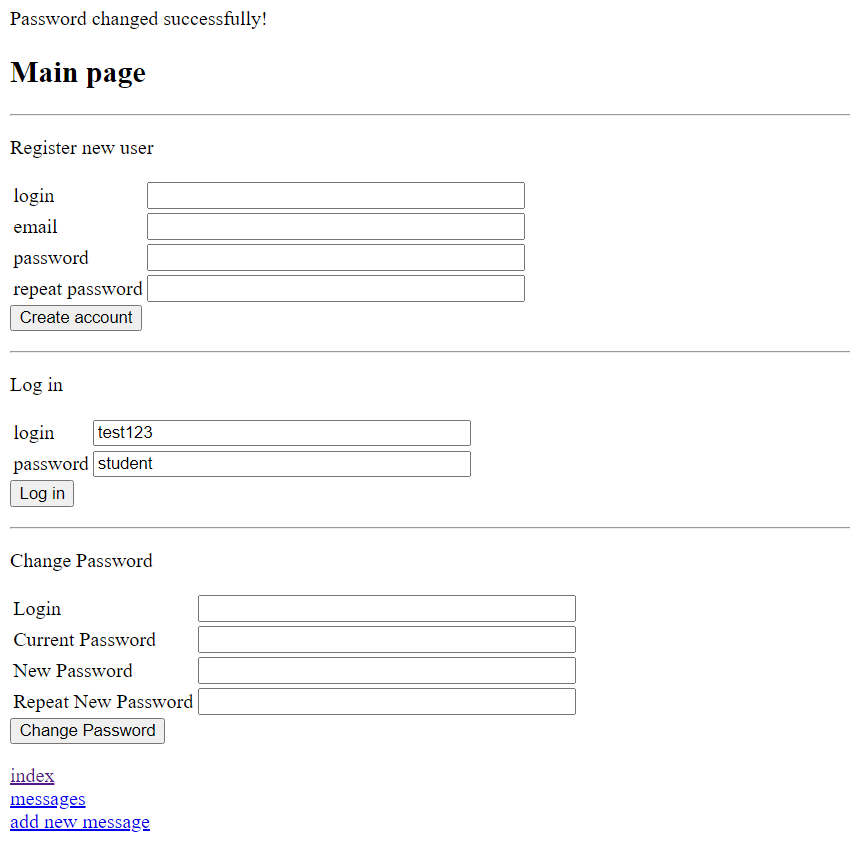 Password changed successfully!
Main page
Register new user
login
email
password
repeat password
Create account
Log in
login test123
password student
Log in
Change Password
Login
Current Password
New Password
Repeat New Password
Change Password
index
messages
add new message